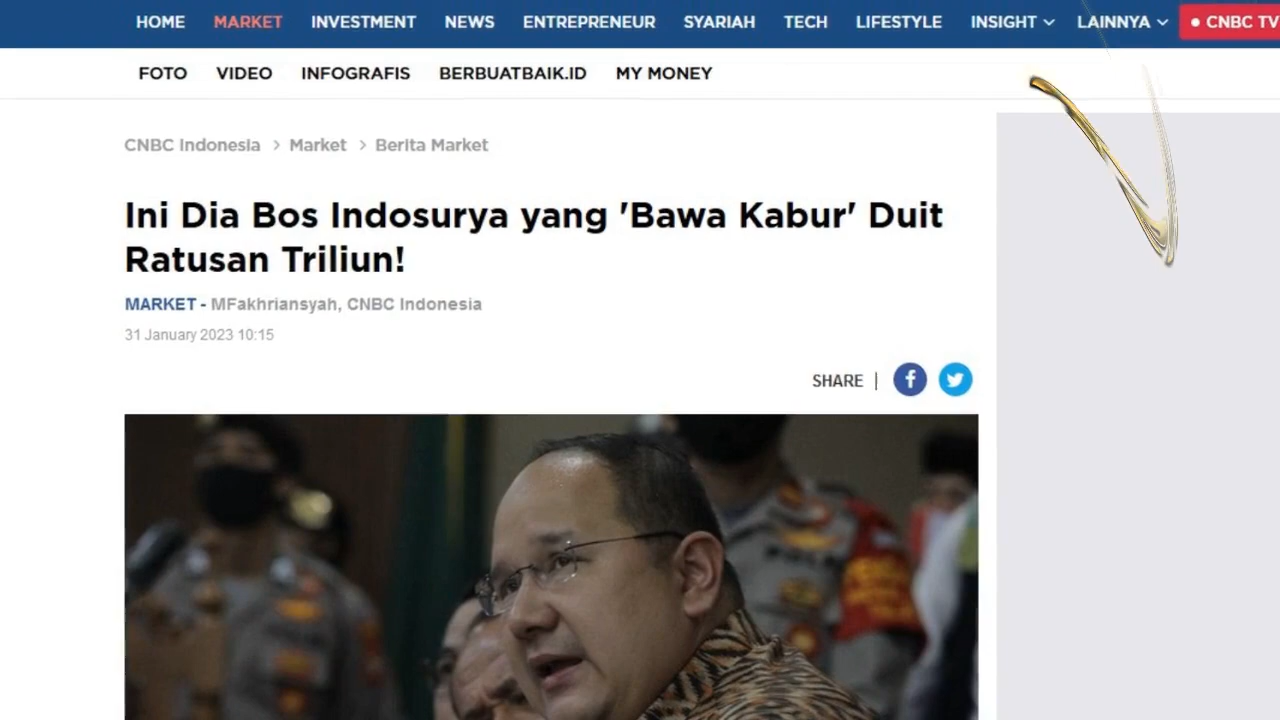 HOME MARKET INVESTMENT NEWS ENTREPRENEUR SYARIAH TECH LIFESTYLE INSIGHT LAINNYA CNBC TV
FOTO VIDEO INFOGRAFIS BERBUATBAIK.ID MY MONEY
CNBC Indonesia > Market > Berita Market
Ini Dia Bos Indosurya yang 'Bawa Kabur' Duit
Ratusan Triliun!
MARKET - MFakhriansyah, CNBC Indonesia
31 January 2023 10:15
SHARE |